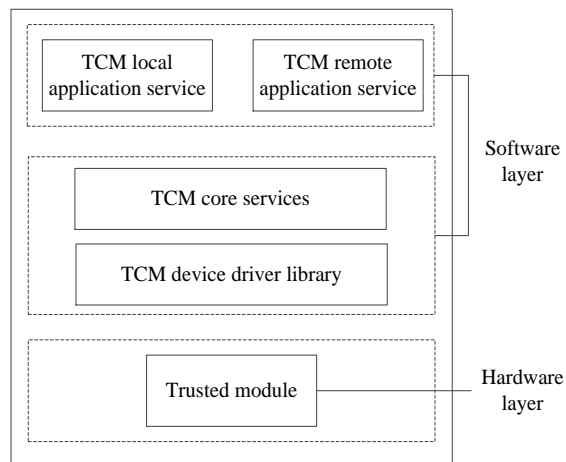 TCM local
application service
TCM remote
application service
Software
layer
TCM core services
TCM device driver library
Trusted module
Hardware
layer